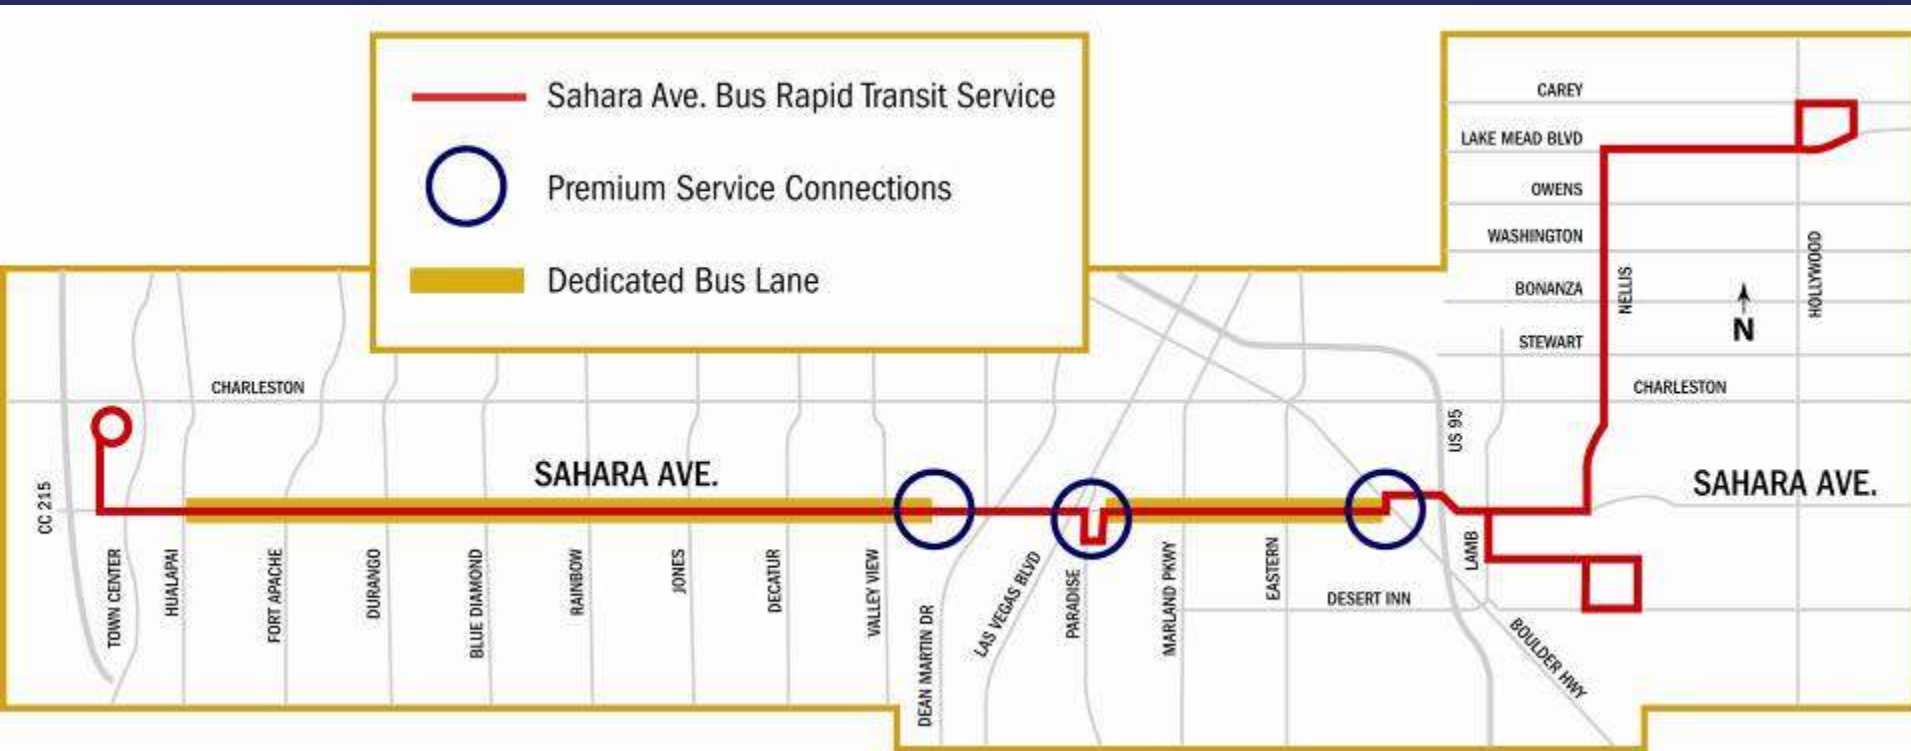 Sahara Ave. Bus Rapid Transit Service
Premium Service Connections
Dedicated Bus Lane
CAREY
LAKE MEAD BLVD
OWENS
WASHINGTON
BONANZA
STEWART
NELLIS
N
HOLLYWOOD
CHARLESTON
CHARLESTON
US 95
SAHARA AVE.
SAHARA AVE.
CC 215
TOWN CENTER
HUALAPAI
FORT APACHE
DURANGO
BLUE DIAMOND
RAINBOW
JONES
DECATUR
VALLEY VIEW
DEAN MARTIN DR
LAS VEGAS BLVD
PARADISE
MARLAND PKWY
EASTERN
DESERT INN
LAMB
BOULDER HWY